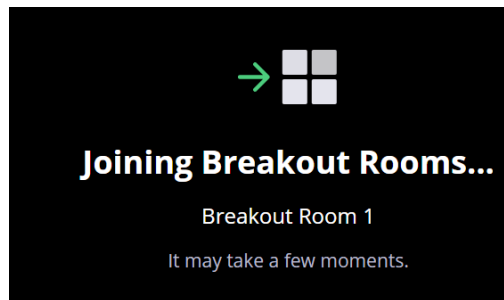 Joining Breakout Rooms...
Breakout Room 1
It may take a few moments.